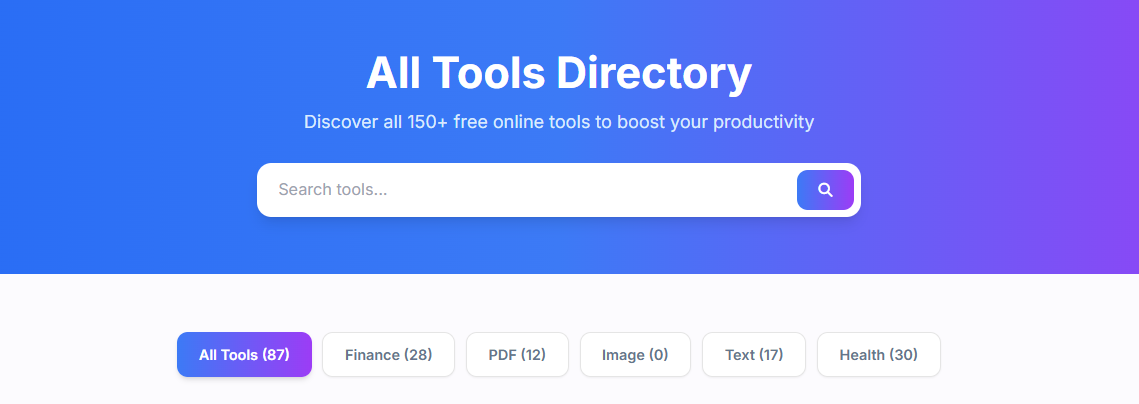 All Tools Directory
Discover all 150+ free online tools to boost your productivity
Search tools...
All Tools (87) Finance (28) PDF (12) Image (0) Text (17) Health (30)